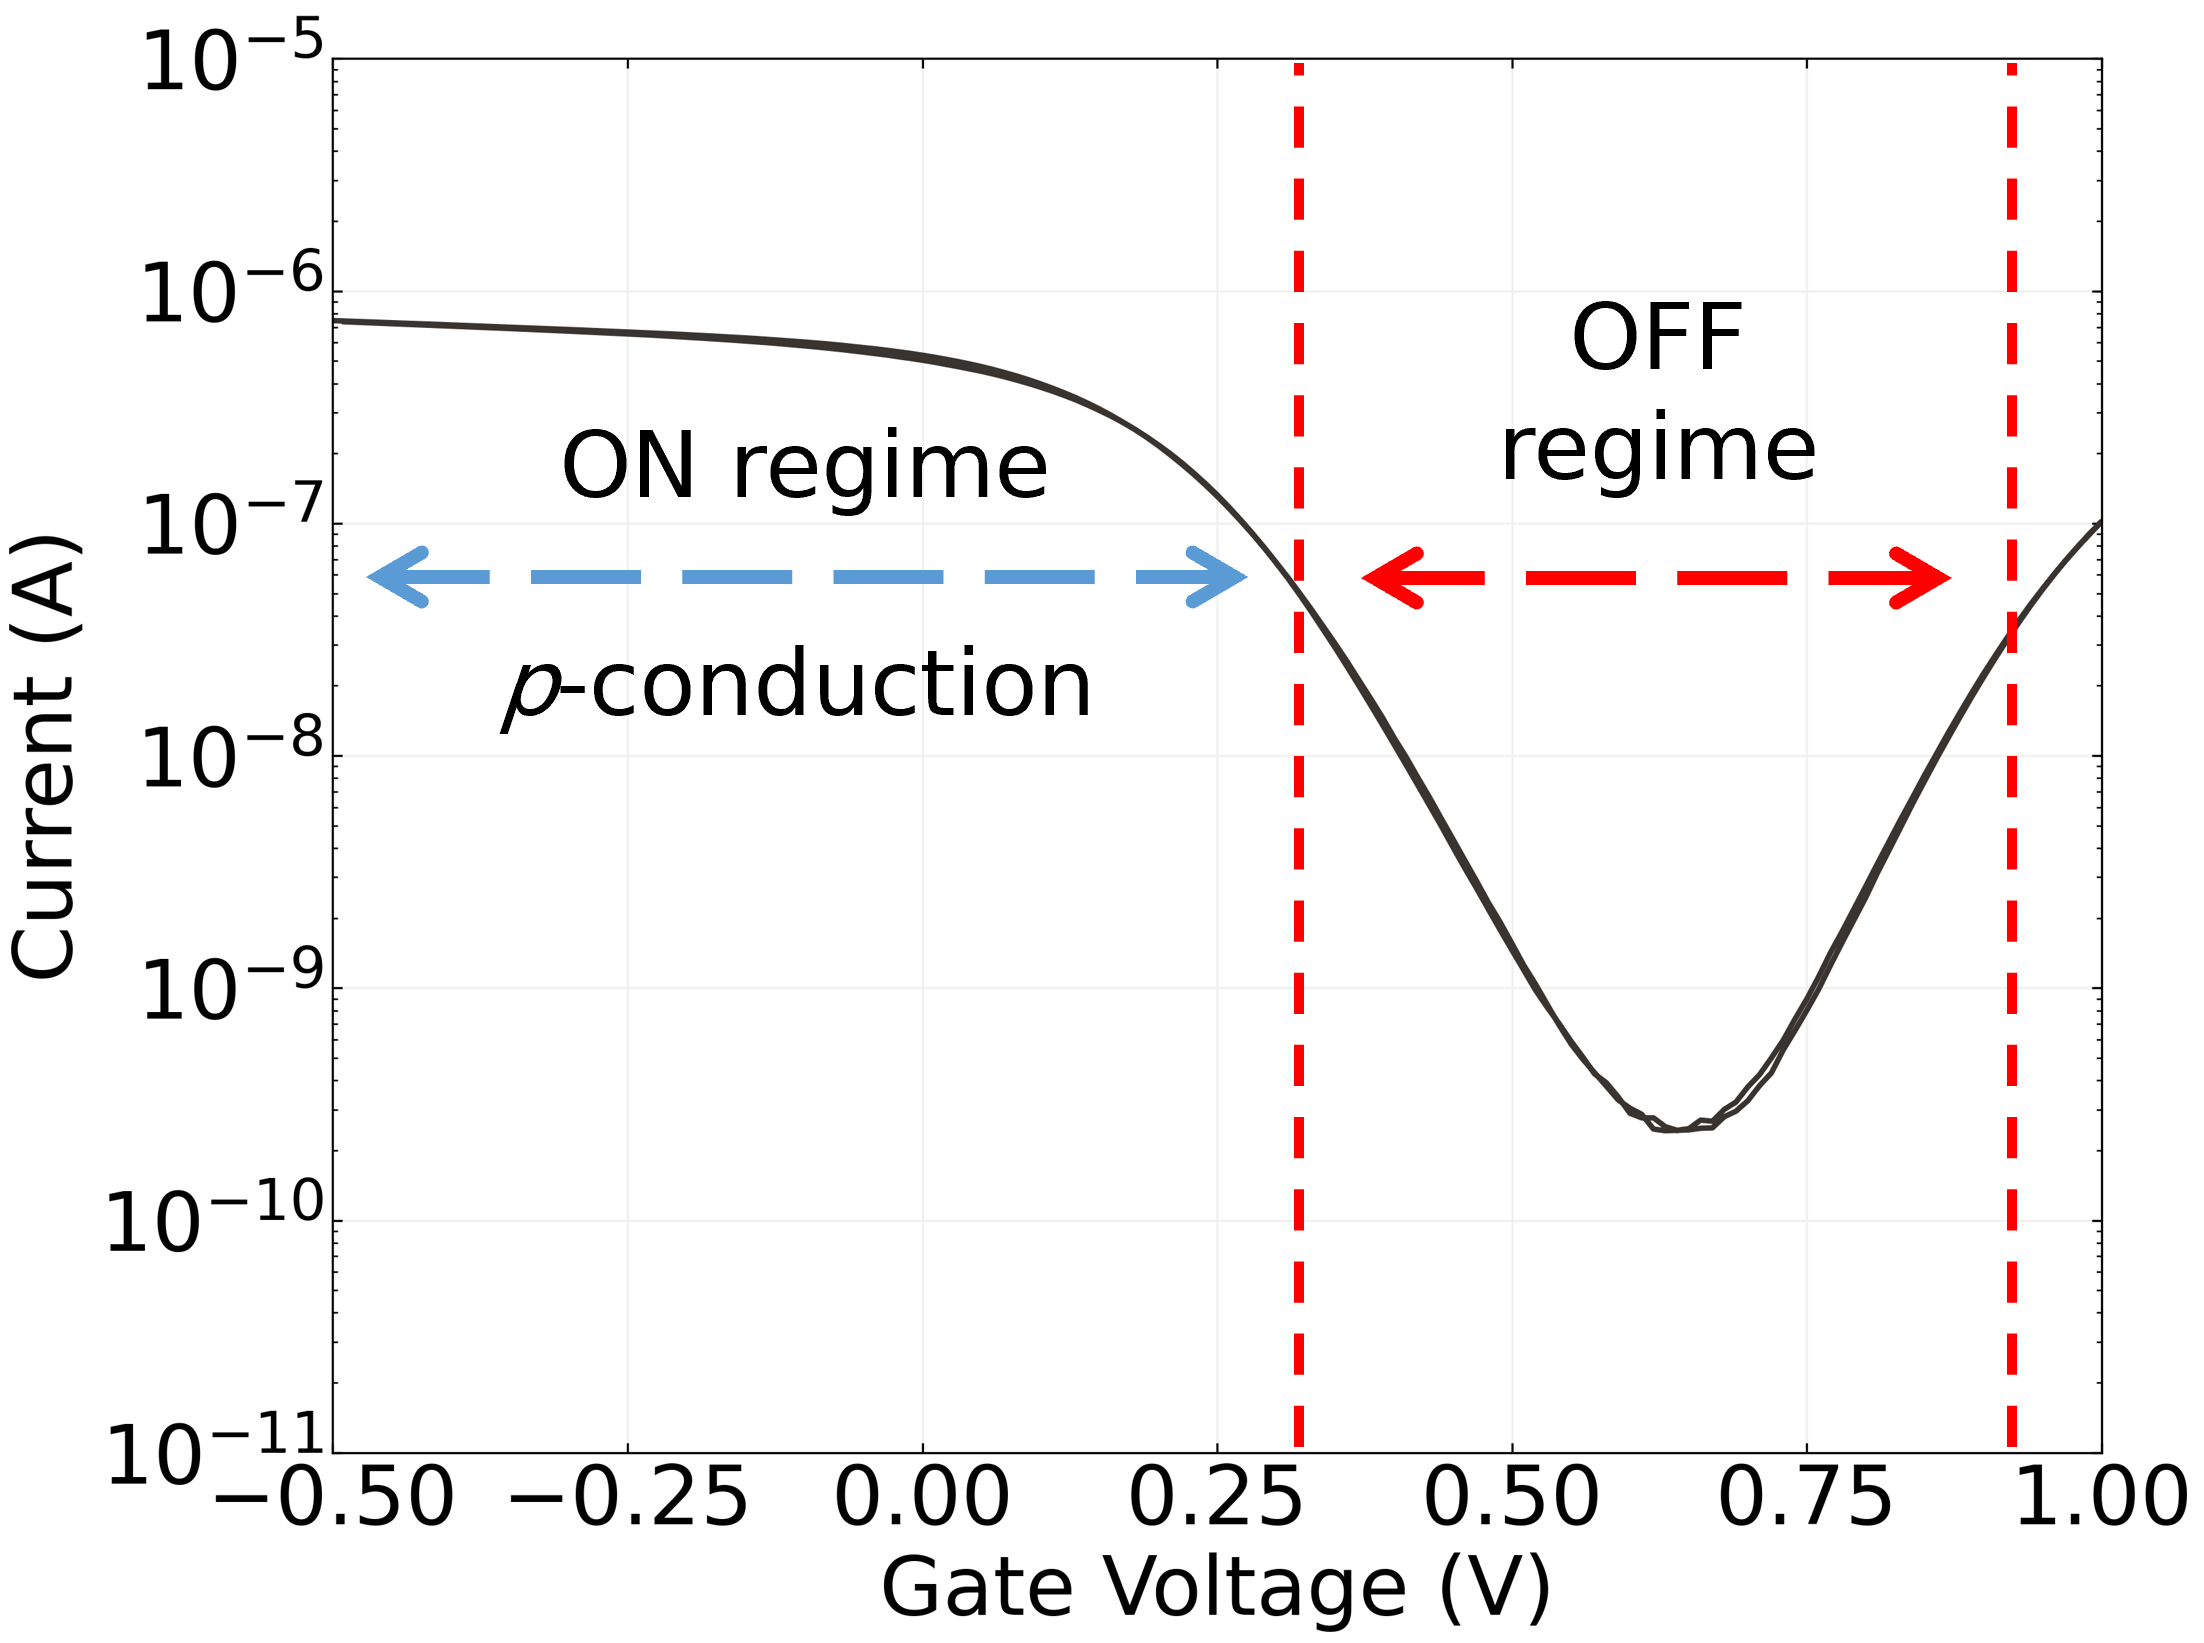 10⁻⁵
10⁻⁶
10⁻⁷
10⁻⁸
10⁻⁹
10⁻¹⁰
10⁻¹¹
Current (A)
ON regime
p-conduction
OFF
regime
−0.50 −0.25 0.00 0.25 0.50 0.75 1.00
Gate Voltage (V)